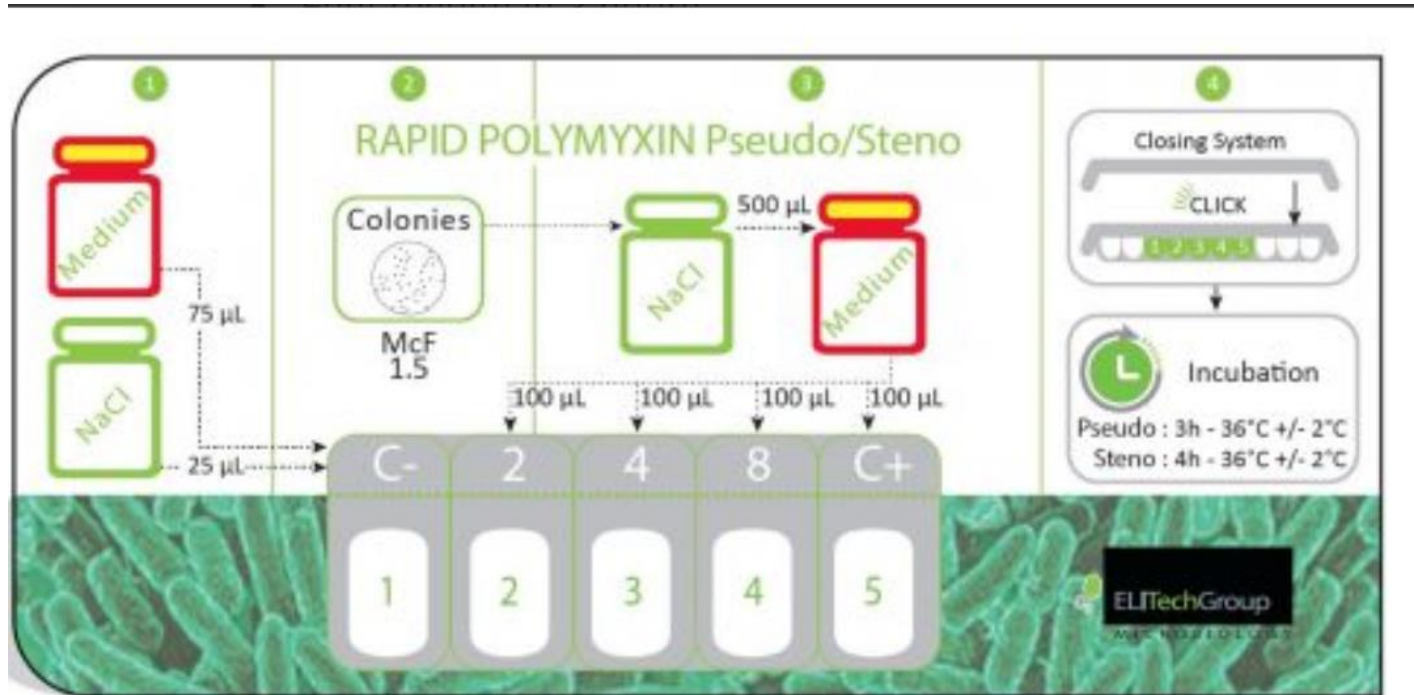 1
2
3
4
RAPID POLYMYXIN Pseudo/Steno
Medium
75 µL
NaCl
25 µL
Colonies
McF
1.5
NaCl
500 µL
Medium
100 µL
100 µL
100 µL
100 µL
C-
2
4
8
C+
1
2
3
4
5
Closing System
CLICK
1 2 3 4 5
Incubation
Pseudo : 3h - 36°C +/- 2°C
Steno : 4h - 36°C +/- 2°C
ELITechGroup
MICROBIOLOGY